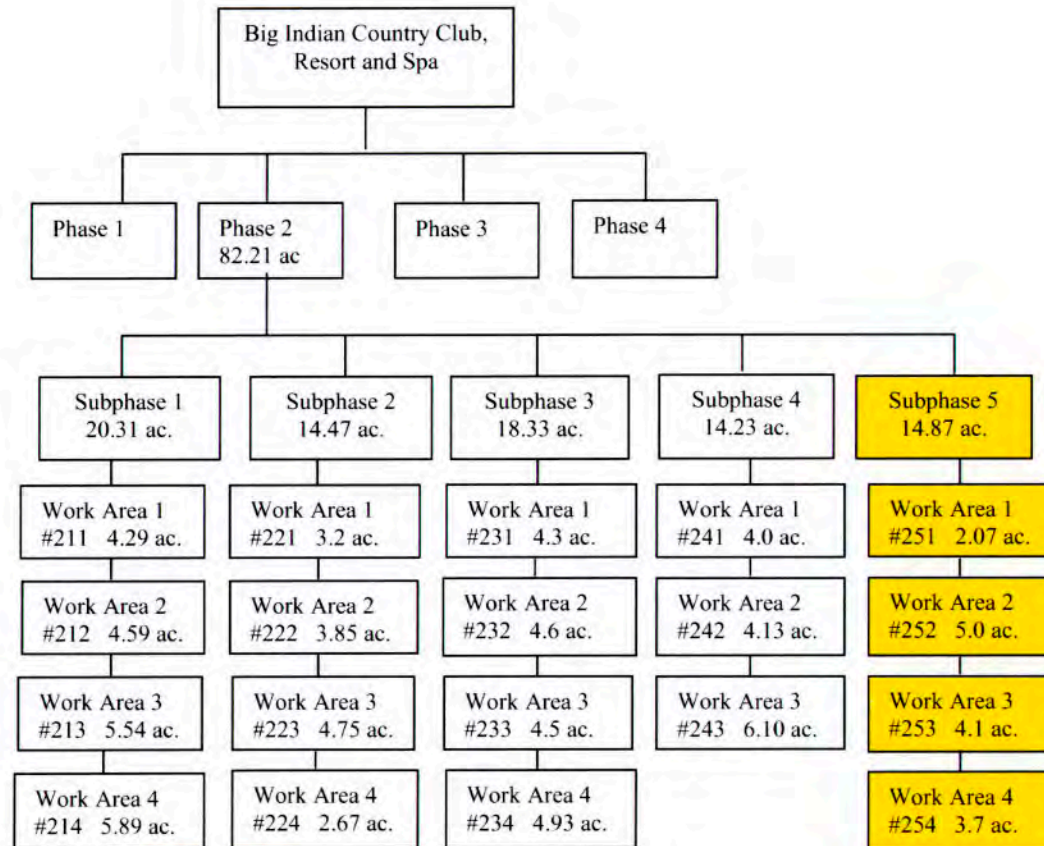 Big Indian Country Club,
Resort and Spa
Phase 1
Phase 2
82.21 ac
Phase 3
Phase 4
Subphase 1
20.31 ac.
Subphase 2
14.47 ac.
Subphase 3
18.33 ac.
Subphase 4
14.23 ac.
Subphase 5
14.87 ac.
Work Area 1
#211 4.29 ac.
Work Area 1
#221 3.2 ac.
Work Area 1
#231 4.3 ac.
Work Area 1
#241 4.0 ac.
Work Area 1
#251 2.07 ac.
Work Area 2
#212 4.59 ac.
Work Area 2
#222 3.85 ac.
Work Area 2
#232 4.6 ac.
Work Area 2
#242 4.13 ac.
Work Area 2
#252 5.0 ac.
Work Area 3
#213 5.54 ac.
Work Area 3
#223 4.75 ac.
Work Area 3
#233 4.5 ac.
Work Area 3
#243 6.10 ac.
Work Area 3
#253 4.1 ac.
Work Area 4
#214 5.89 ac.
Work Area 4
#224 2.67 ac.
Work Area 4
#234 4.93 ac.
Work Area 4
#254 3.7 ac.